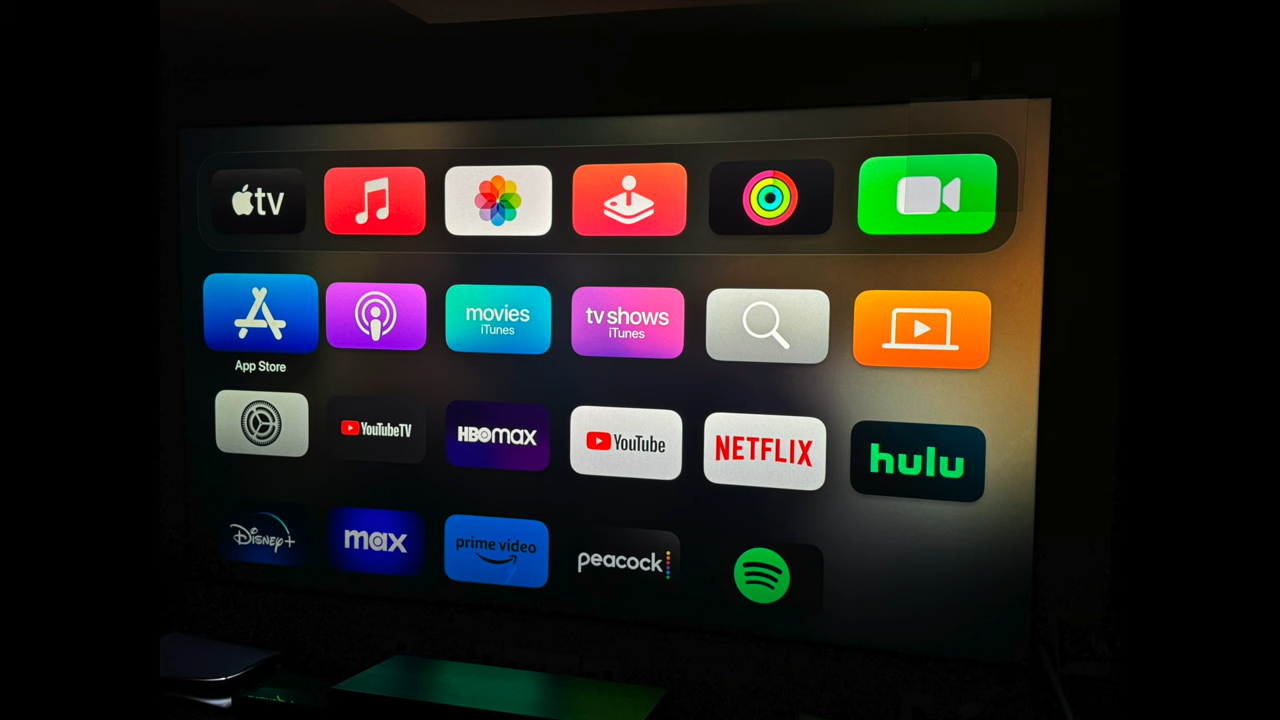 tv
movies
iTunes
tv shows
iTunes
App Store
YouTubeTV
HBOmax
YouTube
NETFLIX
hulu
Disney+
max
prime video
peacock